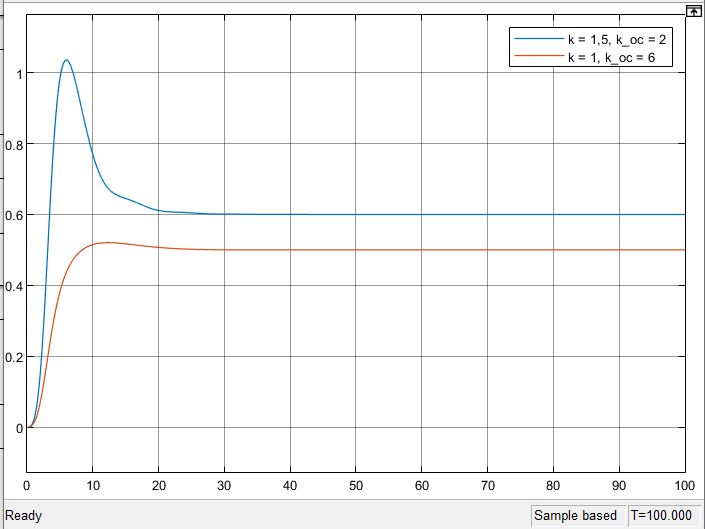 k = 1,5, k_oc = 2
k = 1, k_oc = 6
1
0.8
0.6
0.4
0.2
0
0 10 20 30 40 50 60 70 80 90 100
Ready Sample based T=100.000